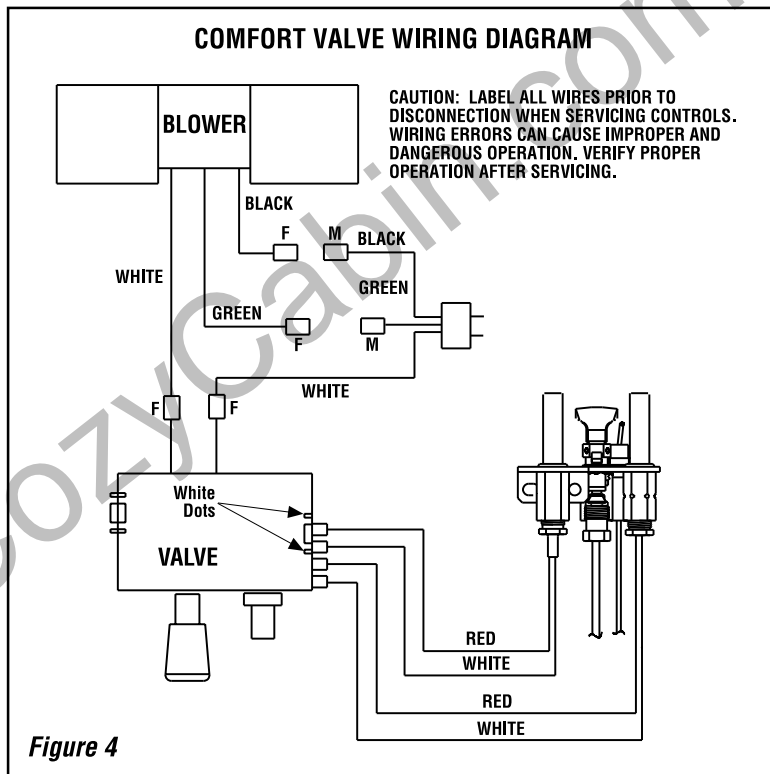 COMFORT VALVE WIRING DIAGRAM
CAUTION: LABEL ALL WIRES PRIOR TO
DISCONNECTION WHEN SERVICING CONTROLS.
WIRING ERRORS CAN CAUSE IMPROPER AND
DANGEROUS OPERATION. VERIFY PROPER
OPERATION AFTER SERVICING.
BLOWER
BLACK
F
M
BLACK
WHITE
GREEN
GREEN
F
M
WHITE
F
F
White
Dots
VALVE
RED
WHITE
RED
WHITE
Figure 4
CozyCabin.com